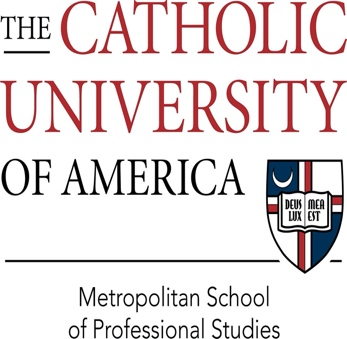 THE CATHOLIC
UNIVERSITY
OF AMERICA
DEUS MEA
LUX EST
Metropolitan School
of Professional Studies